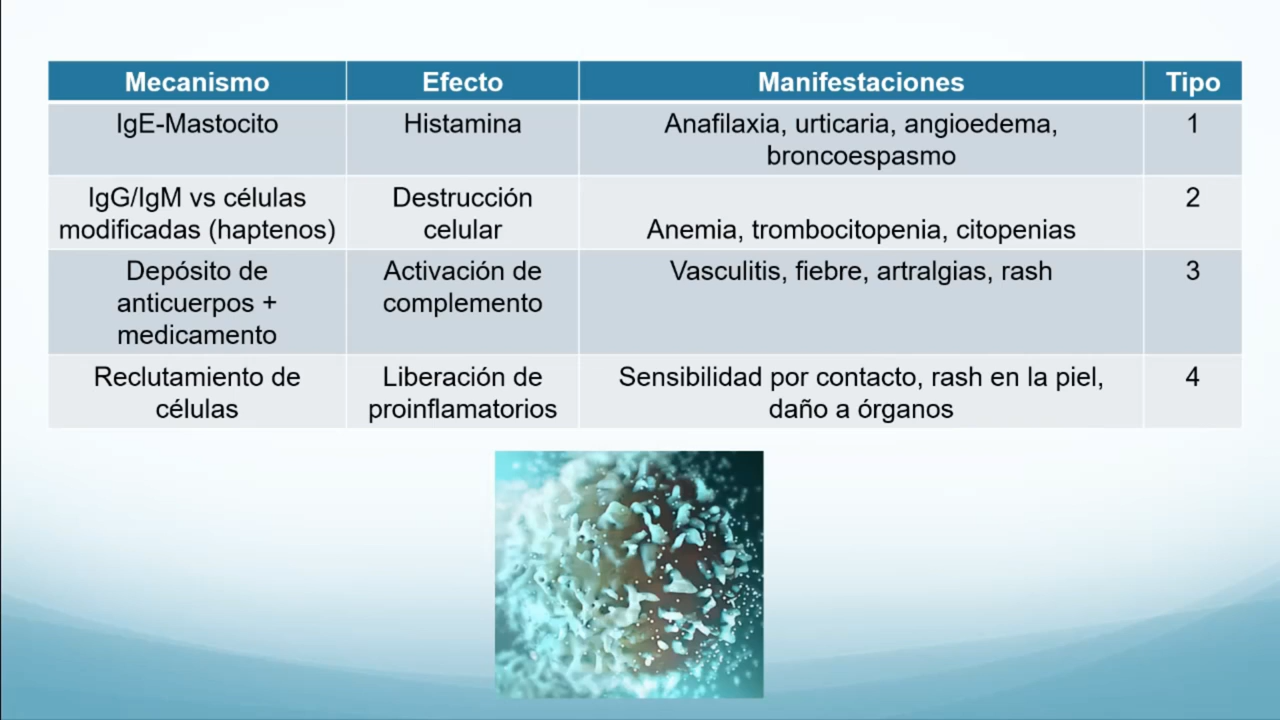 Mecanismo Efecto Manifestaciones Tipo
IgE-Mastocito Histamina Anafilaxia, urticaria, angioedema, 1
broncoespasmo
IgG/IgM vs células Destrucción 2
modificadas (haptenos) celular Anemia, trombocitopenia, citopenias
Depósito de Activación de Vasculitis, fiebre, artralgias, rash 3
anticuerpos + complemento
medicamento
Reclutamiento de Liberación de Sensibilidad por contacto, rash en la piel, 4
células proinflamatorios daño a órganos